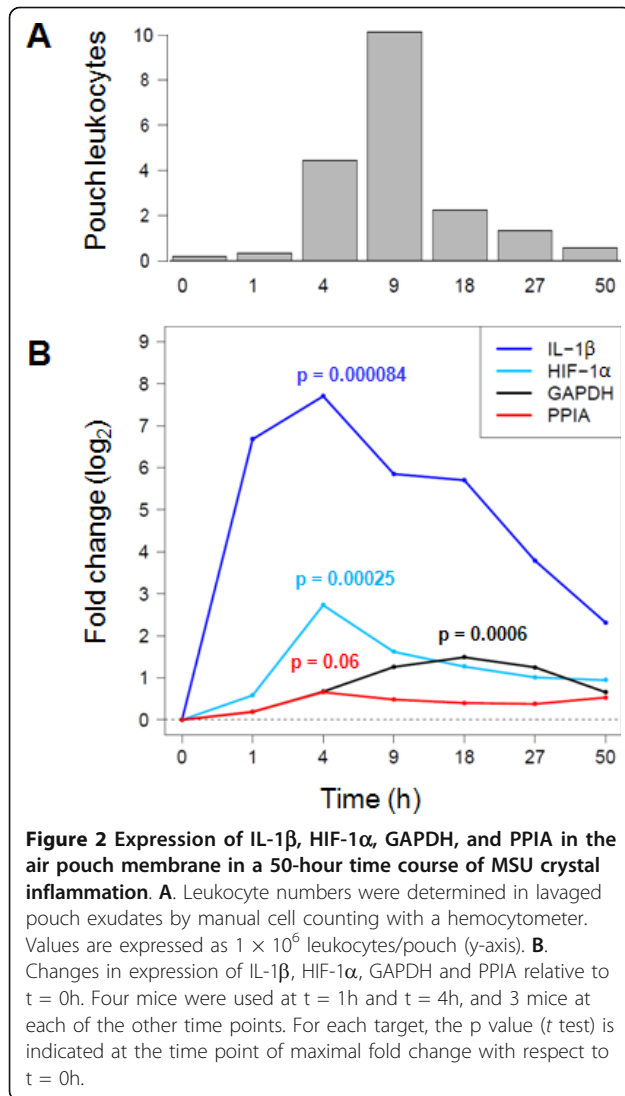 A
Pouch leukocytes
10
8
6
4
2
0
0 1 4 9 18 27 50
B
Fold change (log₂)
9
8
7
6
5
4
3
2
1
0
IL−1β
HIF−1α
GAPDH
PPIA
p = 0.000084
p = 0.00025
p = 0.0006
p = 0.06
0 1 4 9 18 27 50
Time (h)
Figure 2 Expression of IL-1β, HIF-1α, GAPDH, and PPIA in the
air pouch membrane in a 50-hour time course of MSU crystal
inflammation. A. Leukocyte numbers were determined in lavaged
pouch exudates by manual cell counting with a hemocytometer.
Values are expressed as 1 × 10⁶ leukocytes/pouch (y-axis). B.
Changes in expression of IL-1β, HIF-1α, GAPDH and PPIA relative to
t = 0h. Four mice were used at t = 1h and t = 4h, and 3 mice at
each of the other time points. For each target, the p value (t test) is
indicated at the time point of maximal fold change with respect to
t = 0h.